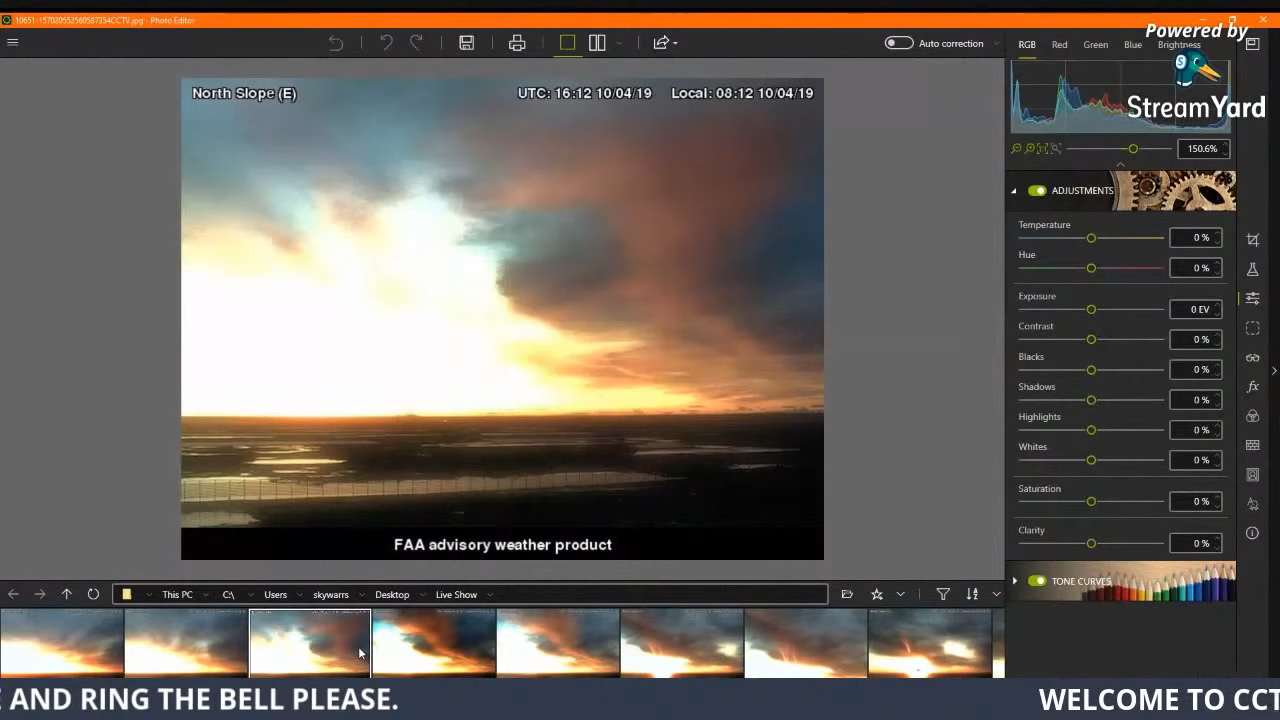 10651-157020552560587354CCTV.jpg - Photo Editor
Powered by
StreamYard
Auto correction
RGB
Red
Green
Blue
Brightness
North Slope (E)
UTC: 16:12 10/04/19
Local: 08:12 10/04/19
150.6%
ADJUSTMENTS
Temperature
0 %
Hue
0 %
Exposure
0 EV
Contrast
0 %
Blacks
0 %
Shadows
0 %
Highlights
0 %
Whites
0 %
Saturation
0 %
Clarity
0 %
FAA advisory weather product
TONE CURVES
This PC
C:\
Users
skywarrs
Desktop
Live Show
E AND RING THE BELL PLEASE.
WELCOME TO CCT